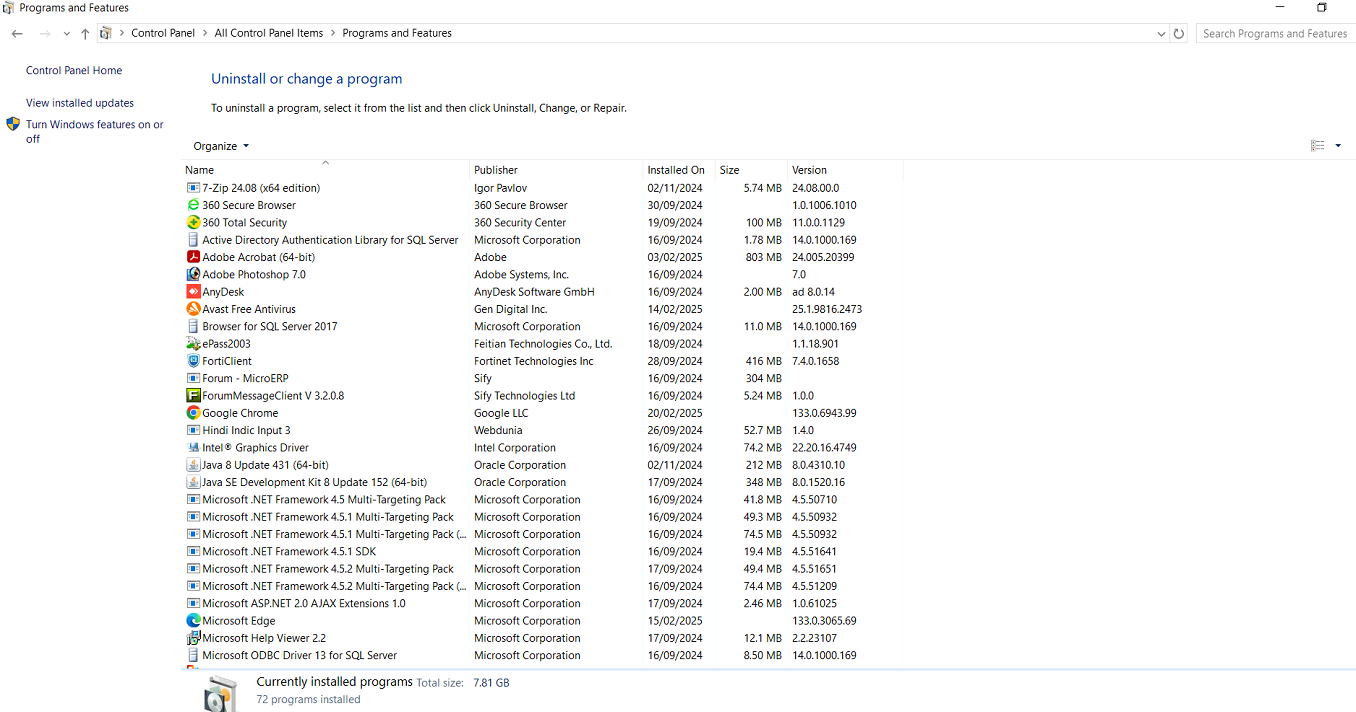 Programs and Features
Control Panel > All Control Panel Items > Programs and Features
Search Programs and Features
Control Panel Home
View installed updates
Turn Windows features on or
off
Uninstall or change a program
To uninstall a program, select it from the list and then click Uninstall, Change, or Repair.
Organize
Name Publisher Installed On Size Version
7-Zip 24.08 (x64 edition) Igor Pavlov 02/11/2024 5.74 MB 24.08.00.0
360 Secure Browser 360 Secure Browser 30/09/2024 1.0.1006.1010
360 Total Security 360 Security Center 19/09/2024 100 MB 11.0.0.1129
Active Directory Authentication Library for SQL Server Microsoft Corporation 16/09/2024 1.78 MB 14.0.1000.169
Adobe Acrobat (64-bit) Adobe 03/02/2025 803 MB 24.005.20399
Adobe Photoshop 7.0 Adobe Systems, Inc. 16/09/2024 7.0
AnyDesk AnyDesk Software GmbH 16/09/2024 2.00 MB ad 8.0.14
Avast Free Antivirus Gen Digital Inc. 14/02/2025 25.1.9816.2473
Browser for SQL Server 2017 Microsoft Corporation 16/09/2024 11.0 MB 14.0.1000.169
ePass2003 Feitian Technologies Co., Ltd. 18/09/2024 1.1.18.901
FortiClient Fortinet Technologies Inc 28/09/2024 416 MB 7.4.0.1658
Forum - MicroERP Sify 16/09/2024 304 MB
ForumMessageClient V 3.2.0.8 Sify Technologies Ltd 16/09/2024 5.24 MB 1.0.0
Google Chrome Google LLC 20/02/2025 133.0.6943.99
Hindi Indic Input 3 Webdunia 26/09/2024 52.7 MB 1.4.0
Intel® Graphics Driver Intel Corporation 16/09/2024 74.2 MB 22.20.16.4749
Java 8 Update 431 (64-bit) Oracle Corporation 02/11/2024 212 MB 8.0.4310.10
Java SE Development Kit 8 Update 152 (64-bit) Oracle Corporation 17/09/2024 348 MB 8.0.1520.16
Microsoft .NET Framework 4.5 Multi-Targeting Pack Microsoft Corporation 16/09/2024 41.8 MB 4.5.50710
Microsoft .NET Framework 4.5.1 Multi-Targeting Pack Microsoft Corporation 16/09/2024 49.3 MB 4.5.50932
Microsoft .NET Framework 4.5.1 Multi-Targeting Pack (... Microsoft Corporation 16/09/2024 74.5 MB 4.5.50932
Microsoft .NET Framework 4.5.1 SDK Microsoft Corporation 16/09/2024 19.4 MB 4.5.51641
Microsoft .NET Framework 4.5.2 Multi-Targeting Pack Microsoft Corporation 17/09/2024 49.4 MB 4.5.51651
Microsoft .NET Framework 4.5.2 Multi-Targeting Pack (... Microsoft Corporation 16/09/2024 74.4 MB 4.5.51209
Microsoft ASP.NET 2.0 AJAX Extensions 1.0 Microsoft Corporation 17/09/2024 2.46 MB 1.0.61025
Microsoft Edge Microsoft Corporation 15/02/2025 133.0.3065.69
Microsoft Help Viewer 2.2 Microsoft Corporation 17/09/2024 12.1 MB 2.2.23107
Microsoft ODBC Driver 13 for SQL Server Microsoft Corporation 16/09/2024 8.50 MB 14.0.1000.169
Currently installed programs Total size: 7.81 GB
72 programs installed